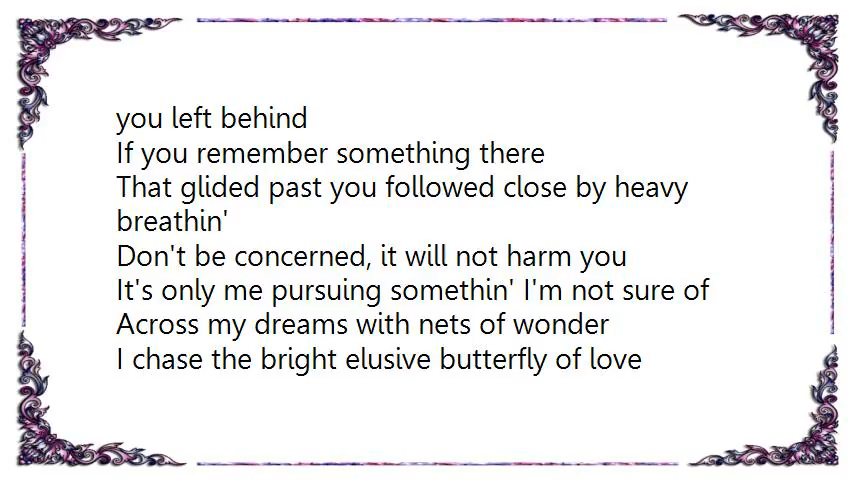 you left behind
If you remember something there
That glided past you followed close by heavy
breathin'
Don't be concerned, it will not harm you
It's only me pursuing somethin' I'm not sure of
Across my dreams with nets of wonder
I chase the bright elusive butterfly of love